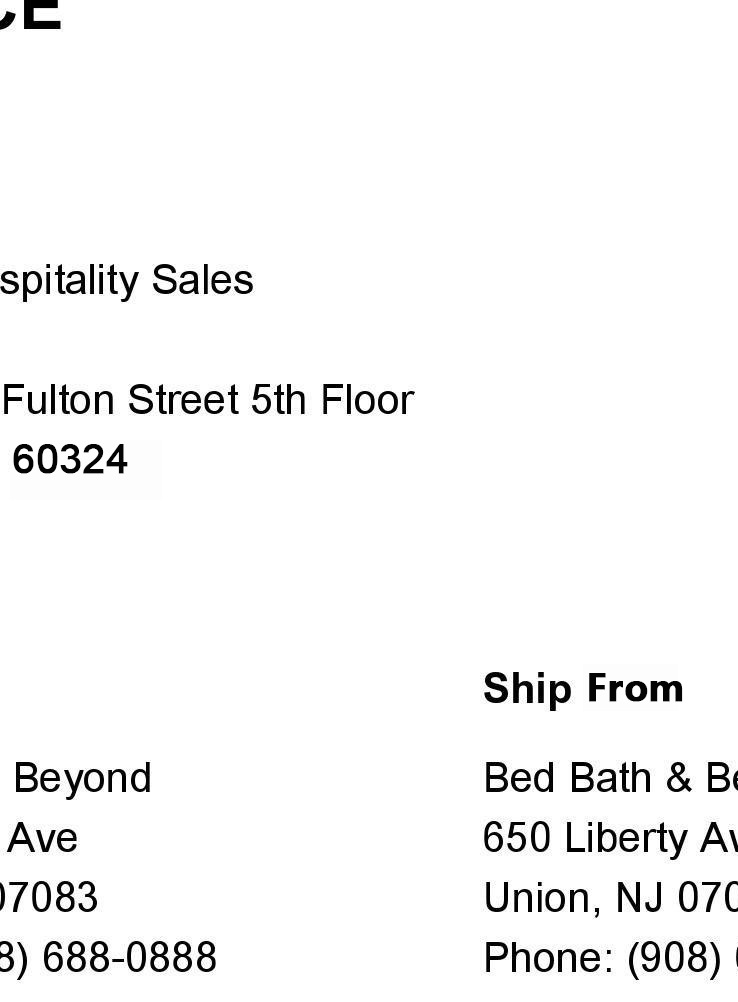 CE
spitality Sales
Fulton Street 5th Floor
60324
Ship From
Beyond
Ave
07083
8) 688-0888
Bed Bath & Be
650 Liberty Av
Union, NJ 070
Phone: (908)